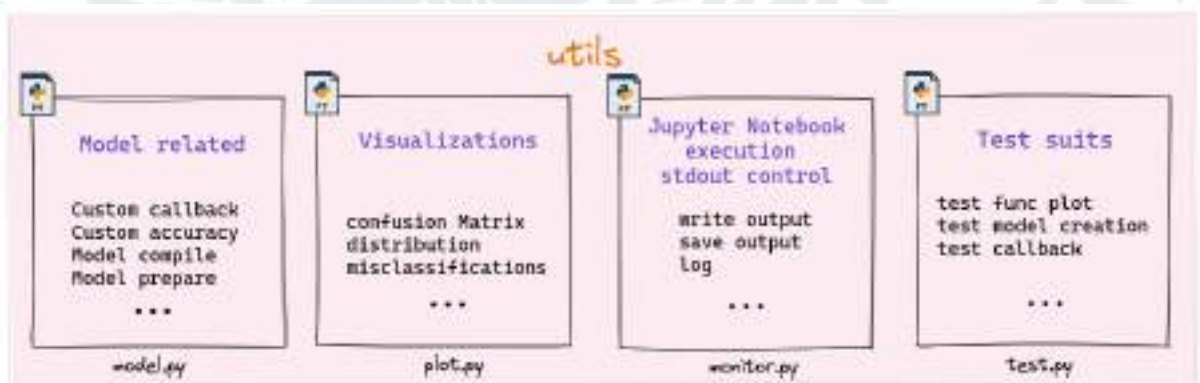 utils
Model related
Custom callback
Custom accuracy
Model compile
Model prepare
...
model.py
Visualizations
confusion Matrix
distribution
misclassifications
...
plot.py
Jupyter Notebook
execution
stdout control
write output
save output
log
...
monitor.py
Test suits
test func plot
test model creation
test callback
...
test.py